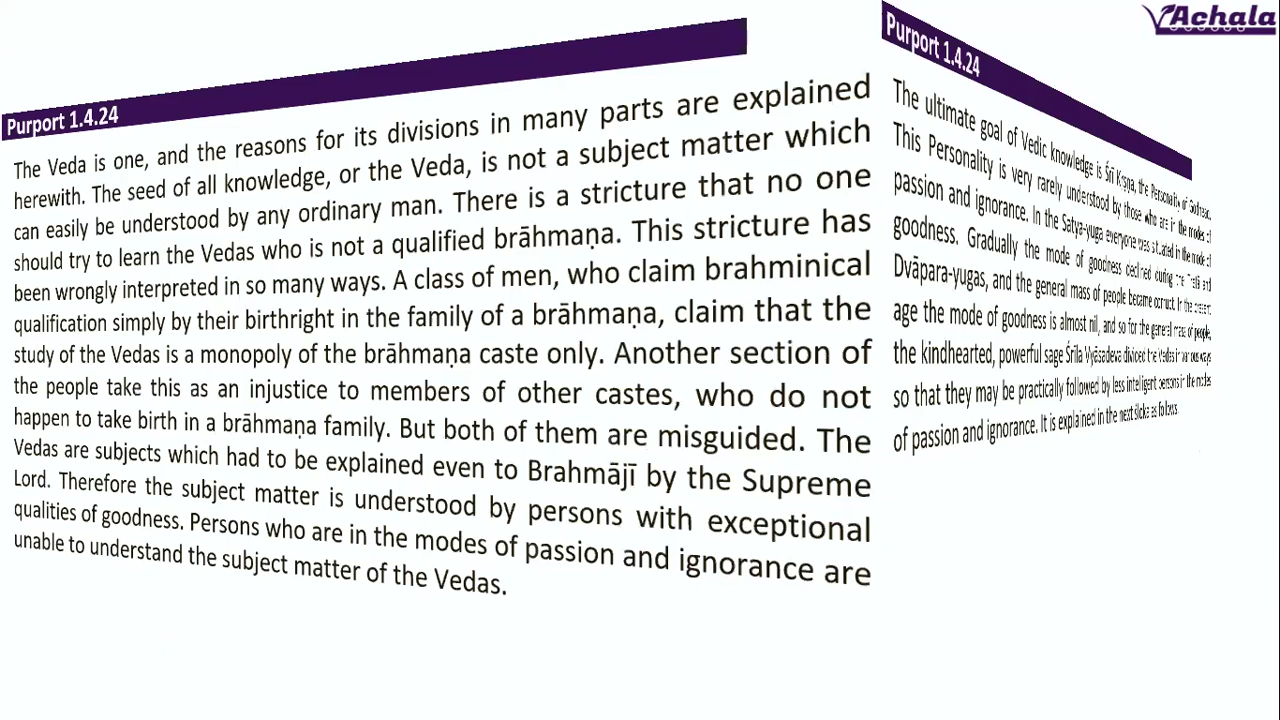 Achala
Purport 1.4.24
The Veda is one, and the reasons for its divisions in many parts are explained
herewith. The seed of all knowledge, or the Veda, is not a subject matter which
can easily be understood by any ordinary man. There is a stricture that no one
should try to learn the Vedas who is not a qualified brāhmaṇa. This stricture has
been wrongly interpreted in so many ways. A class of men, who claim brahminical
qualification simply by their birthright in the family of a brāhmaṇa, claim that the
study of the Vedas is a monopoly of the brāhmaṇa caste only. Another section of
the people take this as an injustice to members of other castes, who do not
happen to take birth in a brāhmaṇa family. But both of them are misguided. The
Vedas are subjects which had to be explained even to Brahmājī by the Supreme
Lord. Therefore the subject matter is understood by persons with exceptional
qualities of goodness. Persons who are in the modes of passion and ignorance are
unable to understand the subject matter of the Vedas.
Purport 1.4.24
The ultimate goal of Vedic knowledge is Śrī Kṛṣṇa, the Personality of Godhead.
This Personality is very rarely understood by those who are in the modes of
passion and ignorance. In the Satya-yuga everyone was situated in the mode of
goodness. Gradually the mode of goodness declined during the Tretā and
Dvāpara-yugas, and the general mass of people became corrupt. In the present
age the mode of goodness is almost nil, and so for the general mass of people,
the kindhearted, powerful sage Śrīla Vyāsadeva divided the Vedas in various ways
so that they may be practically followed by less intelligent persons in the modes
of passion and ignorance. It is explained in the next śloka as follows